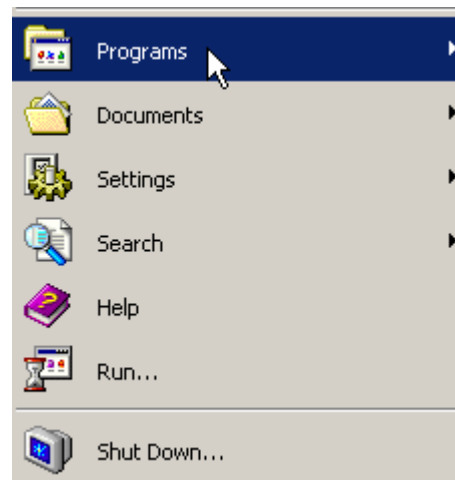 Programs
Documents
Settings
Search
Help
Run...
Shut Down...